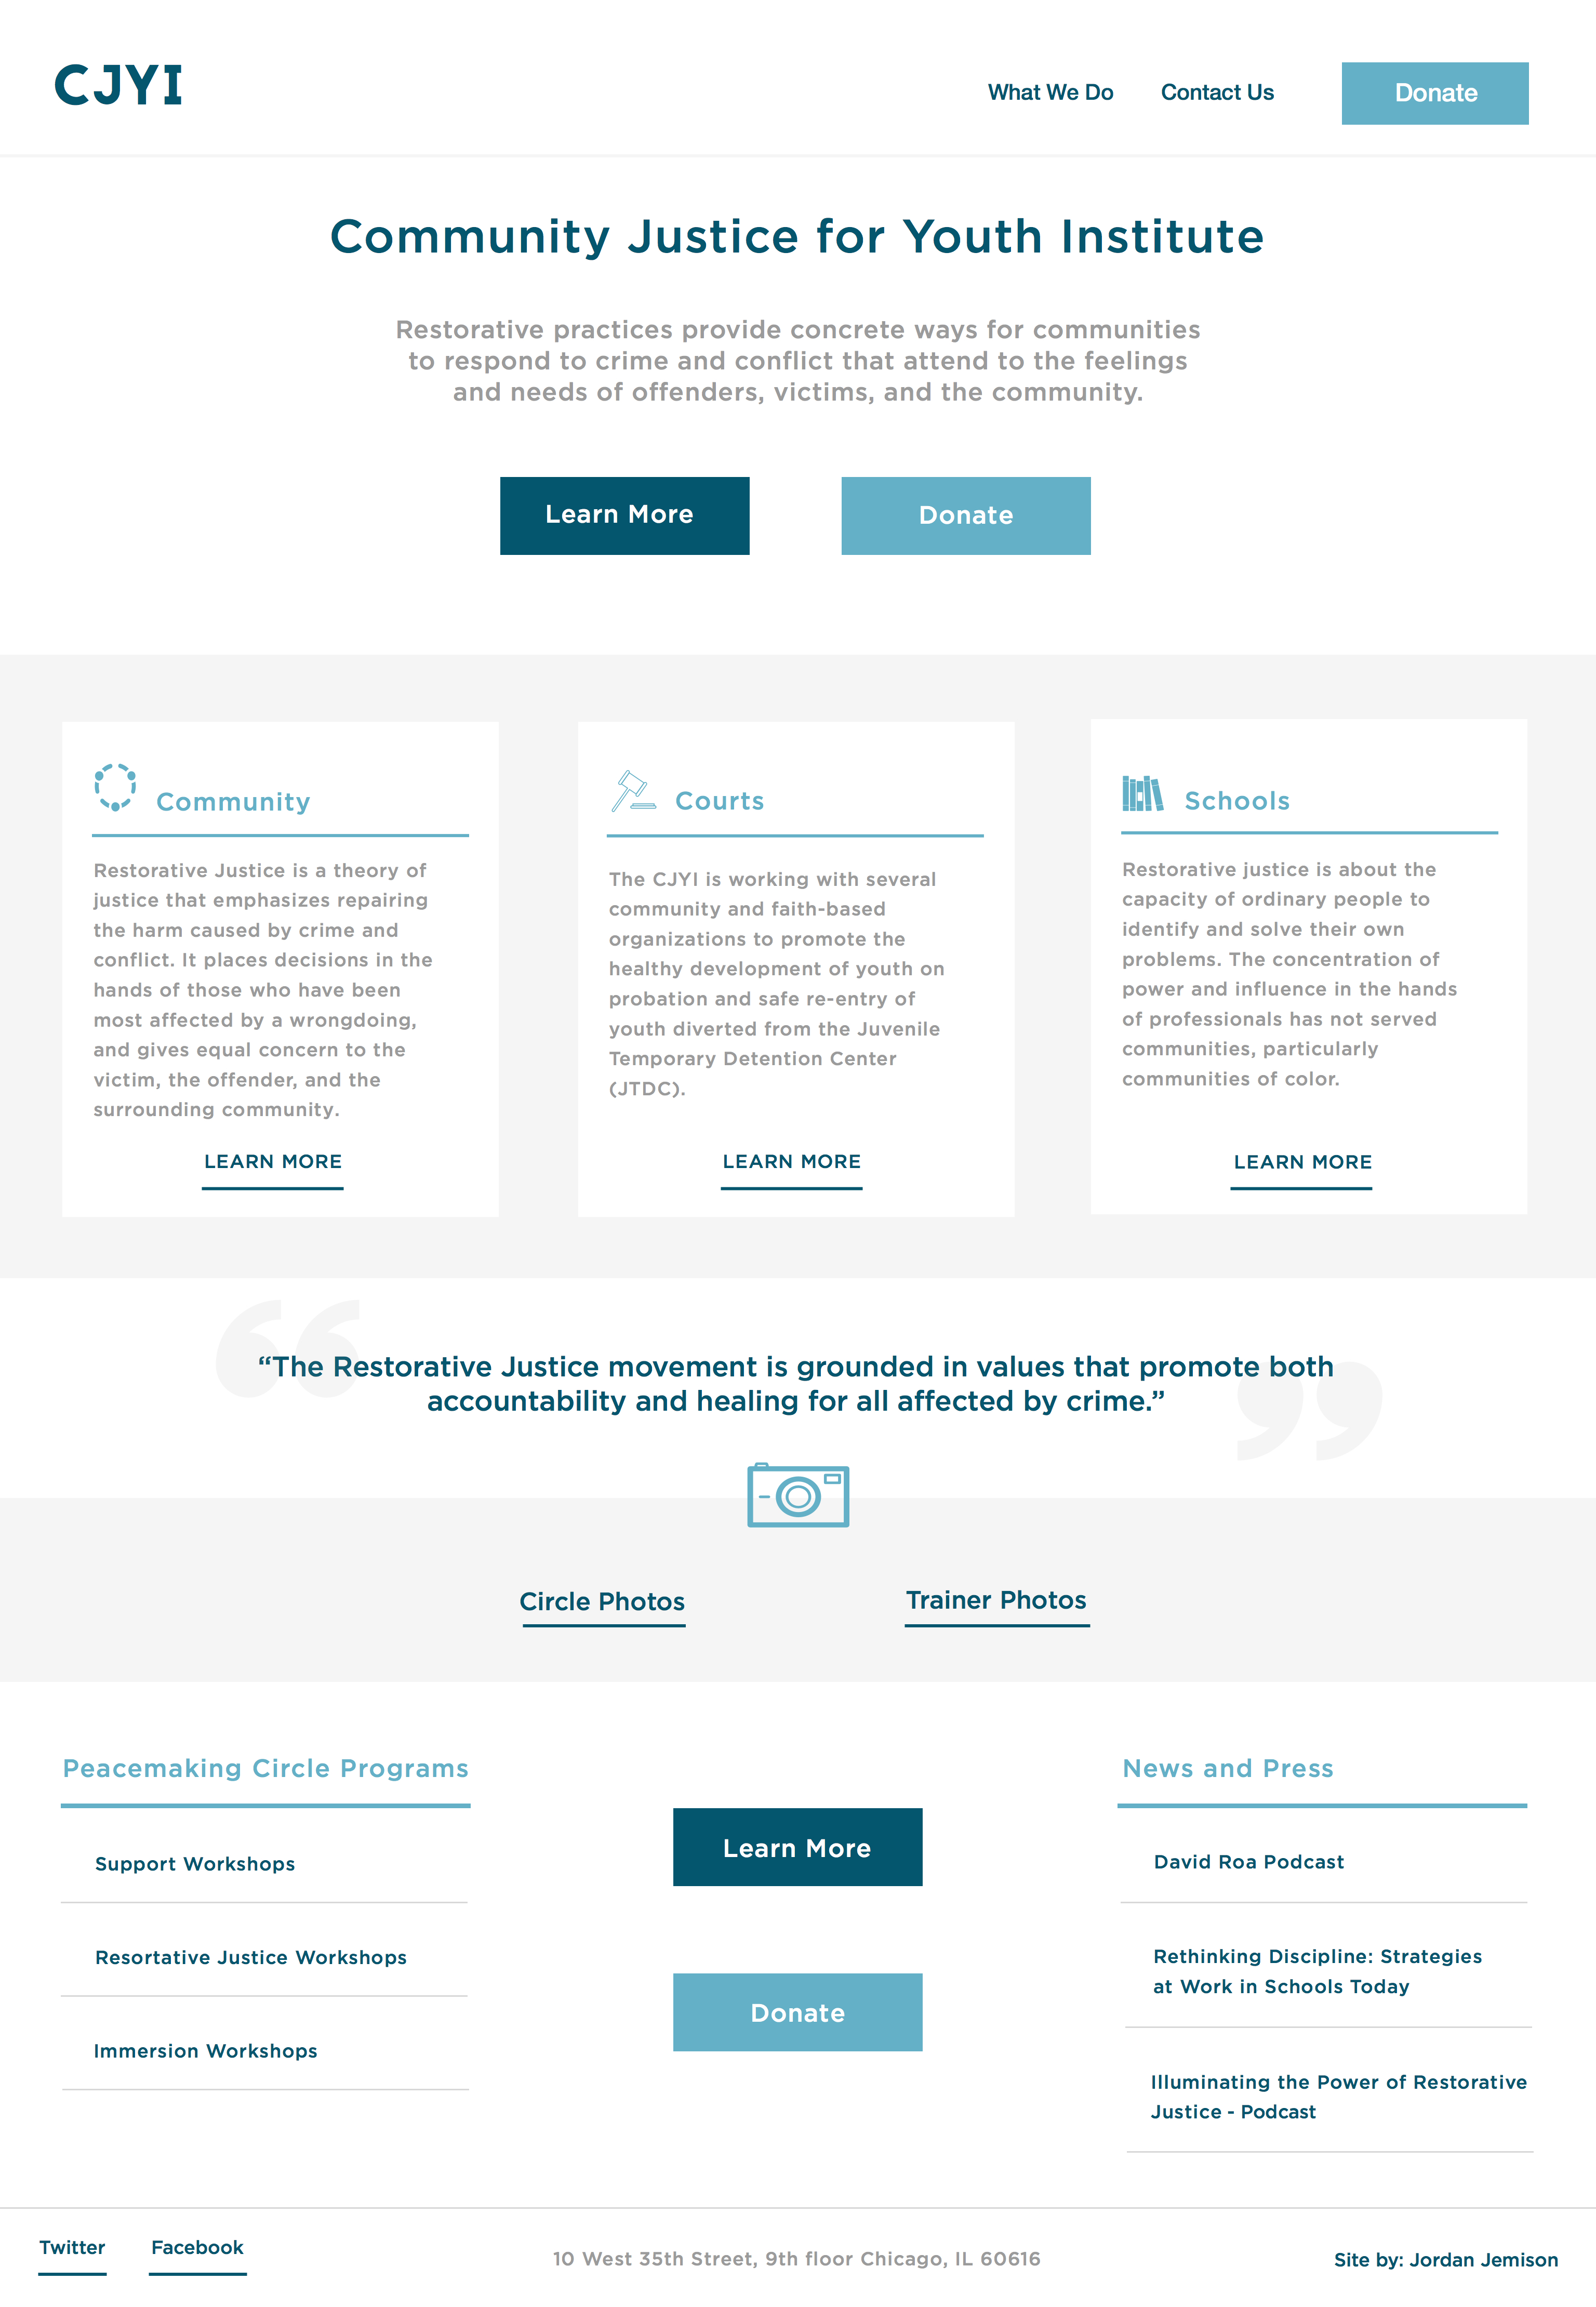 CJYI
What We Do
Contact Us
Donate
Community Justice for Youth Institute
Restorative practices provide concrete ways for communities
to respond to crime and conflict that attend to the feelings
and needs of offenders, victims, and the community.
Learn More
Donate
Community
Restorative Justice is a theory of
justice that emphasizes repairing
the harm caused by crime and
conflict. It places decisions in the
hands of those who have been
most affected by a wrongdoing,
and gives equal concern to the
victim, the offender, and the
surrounding community.
LEARN MORE
Courts
The CJYI is working with several
community and faith-based
organizations to promote the
healthy development of youth on
probation and safe re-entry of
youth diverted from the Juvenile
Temporary Detention Center
(JTDC).
LEARN MORE
Schools
Restorative justice is about the
capacity of ordinary people to
identify and solve their own
problems. The concentration of
power and influence in the hands
of professionals has not served
communities, particularly
communities of color.
LEARN MORE
“The Restorative Justice movement is grounded in values that promote both
accountability and healing for all affected by crime.”
Circle Photos
Trainer Photos
Peacemaking Circle Programs
Support Workshops
Resortative Justice Workshops
Immersion Workshops
Learn More
Donate
News and Press
David Roa Podcast
Rethinking Discipline: Strategies
at Work in Schools Today
Illuminating the Power of Restorative
Justice - Podcast
Twitter
Facebook
10 West 35th Street, 9th floor Chicago, IL 60616
Site by: Jordan Jemison